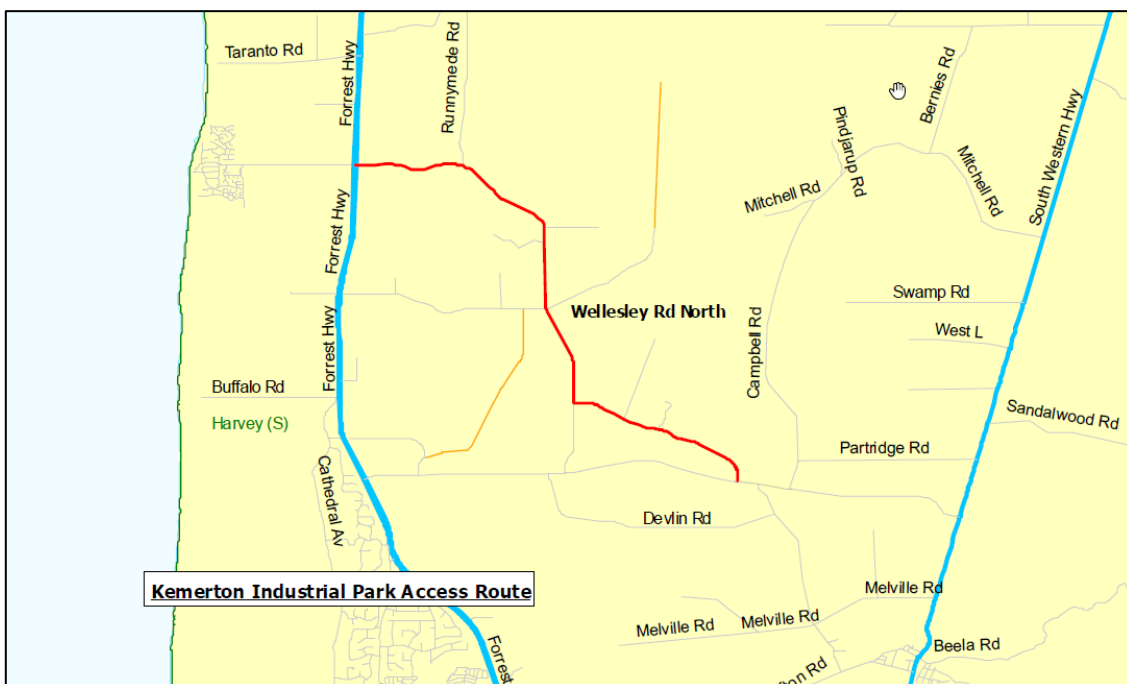 Taranto Rd
Forrest Hwy
Runnymede Rd
Bernies Rd
South Western Hwy
Pindjarup Rd
Mitchell Rd
Mitchell Rd
Forrest Hwy
Swamp Rd
Wellesley Rd North
West L
Campbell Rd
Forrest Hwy
Buffalo Rd
Harvey (S)
Sandalwood Rd
Partridge Rd
Cathedral Av
Devlin Rd
Kemerton Industrial Park Access Route
Melville Rd
Melville Rd
Melville Rd
Beela Rd
Forrest
on Rd